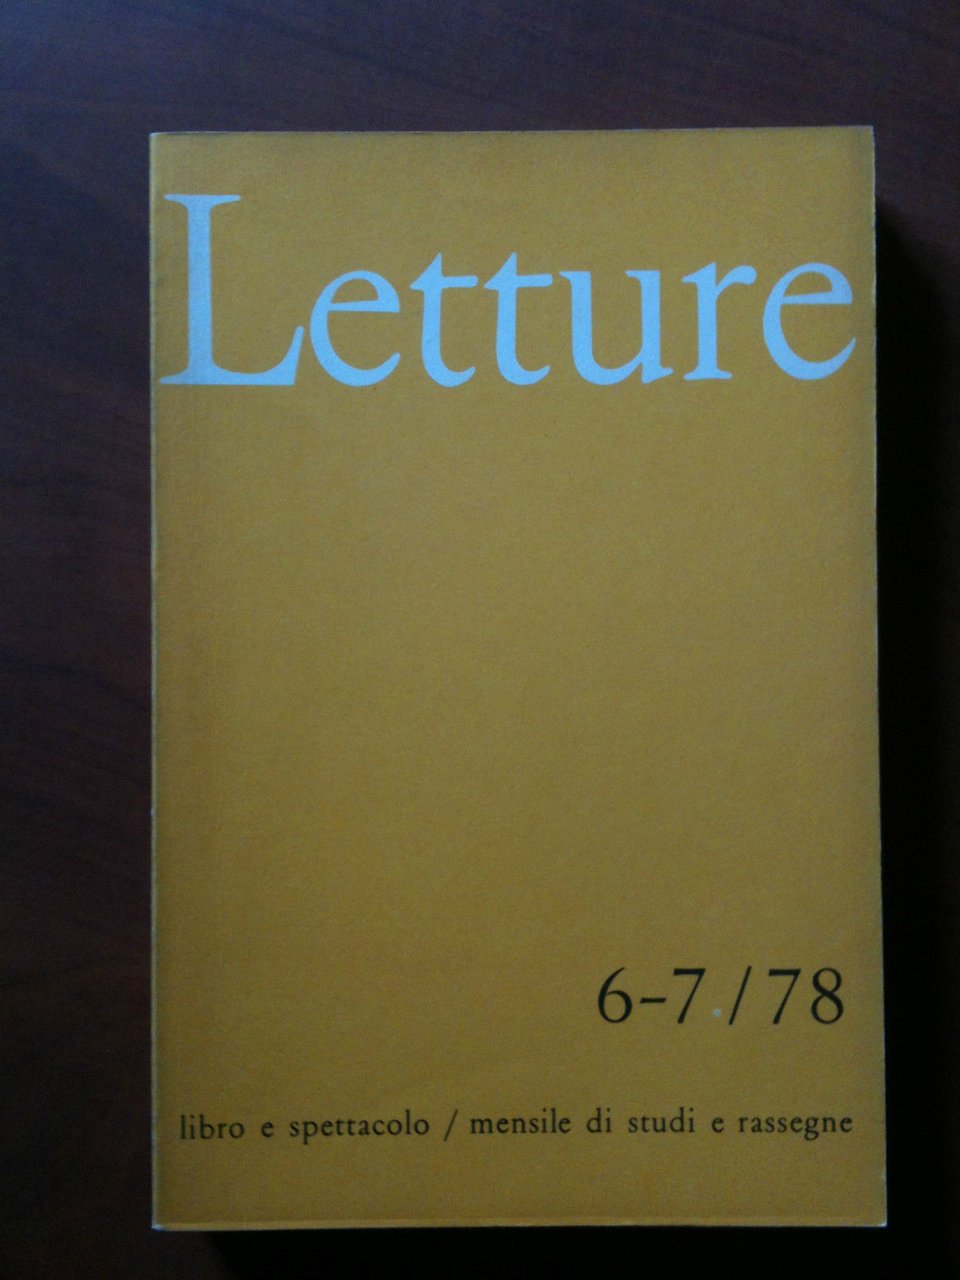 Letture
6-7/78
libro e spettacolo / mensile di studi e rassegne